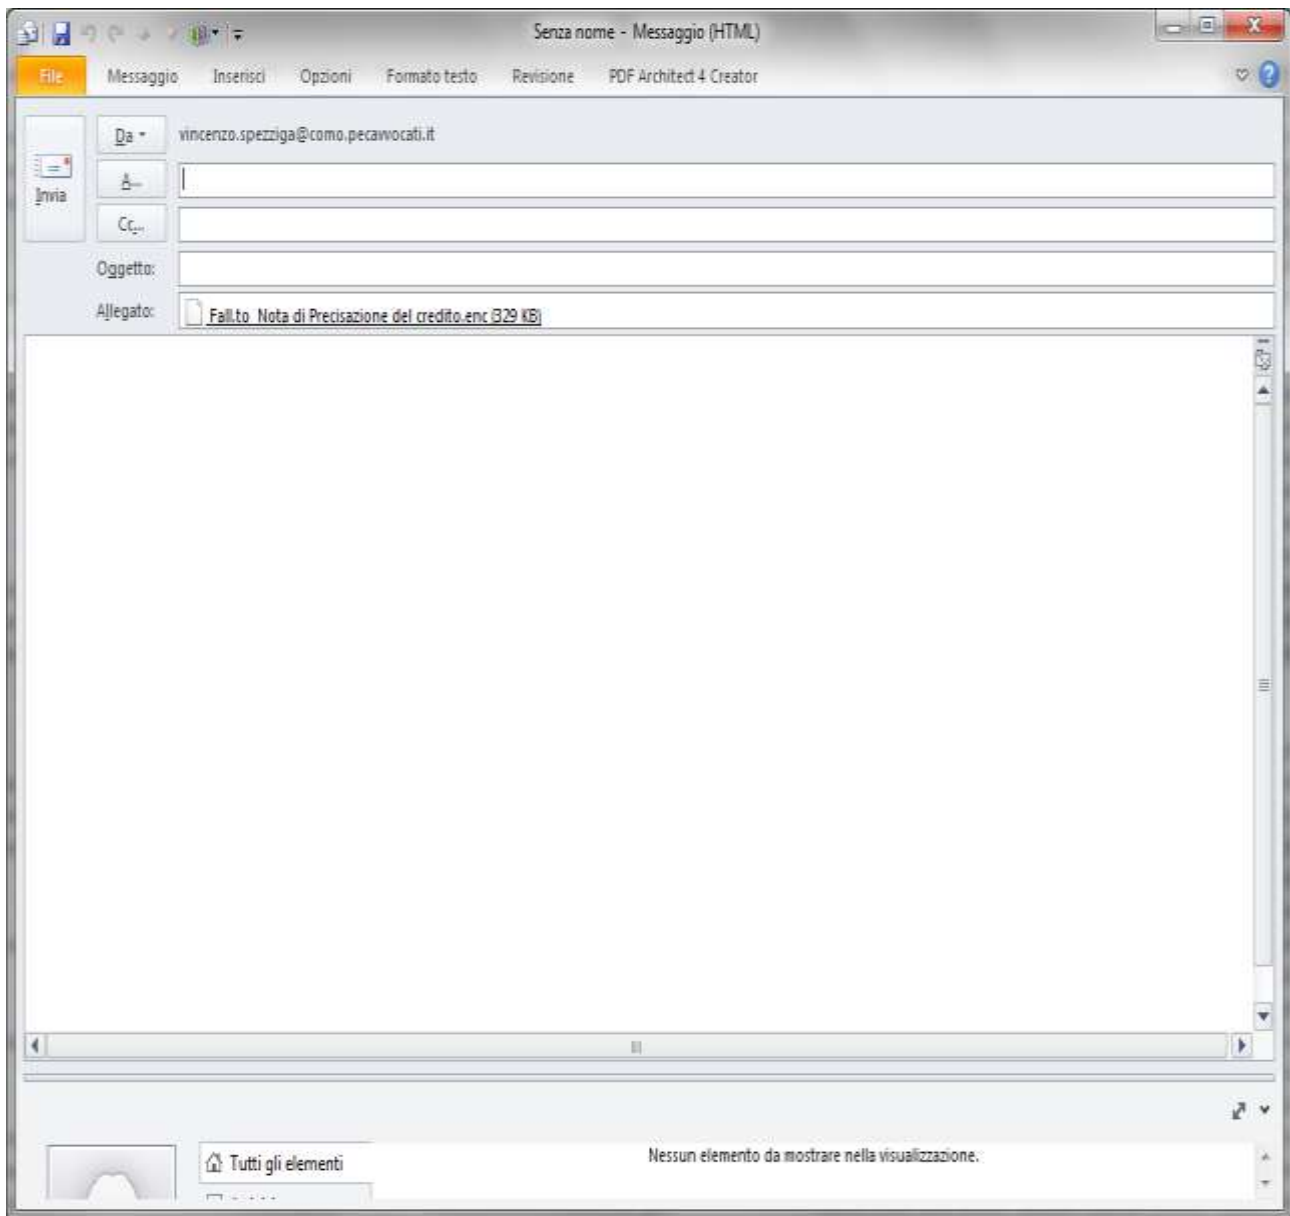 Senza nome - Messaggio (HTML)
File Messaggio Inserisci Opzioni Formato testo Revisione PDF Architect 4 Creator
Da vincenzo.spezziga@como.pecavvocati.it
A...
Invia
Cc...
Oggetto:
Allegato: Fall.to Nota di Precisazione del credito.enc (329 KB)
Tutti gli elementi
Nessun elemento da mostrare nella visualizzazione.